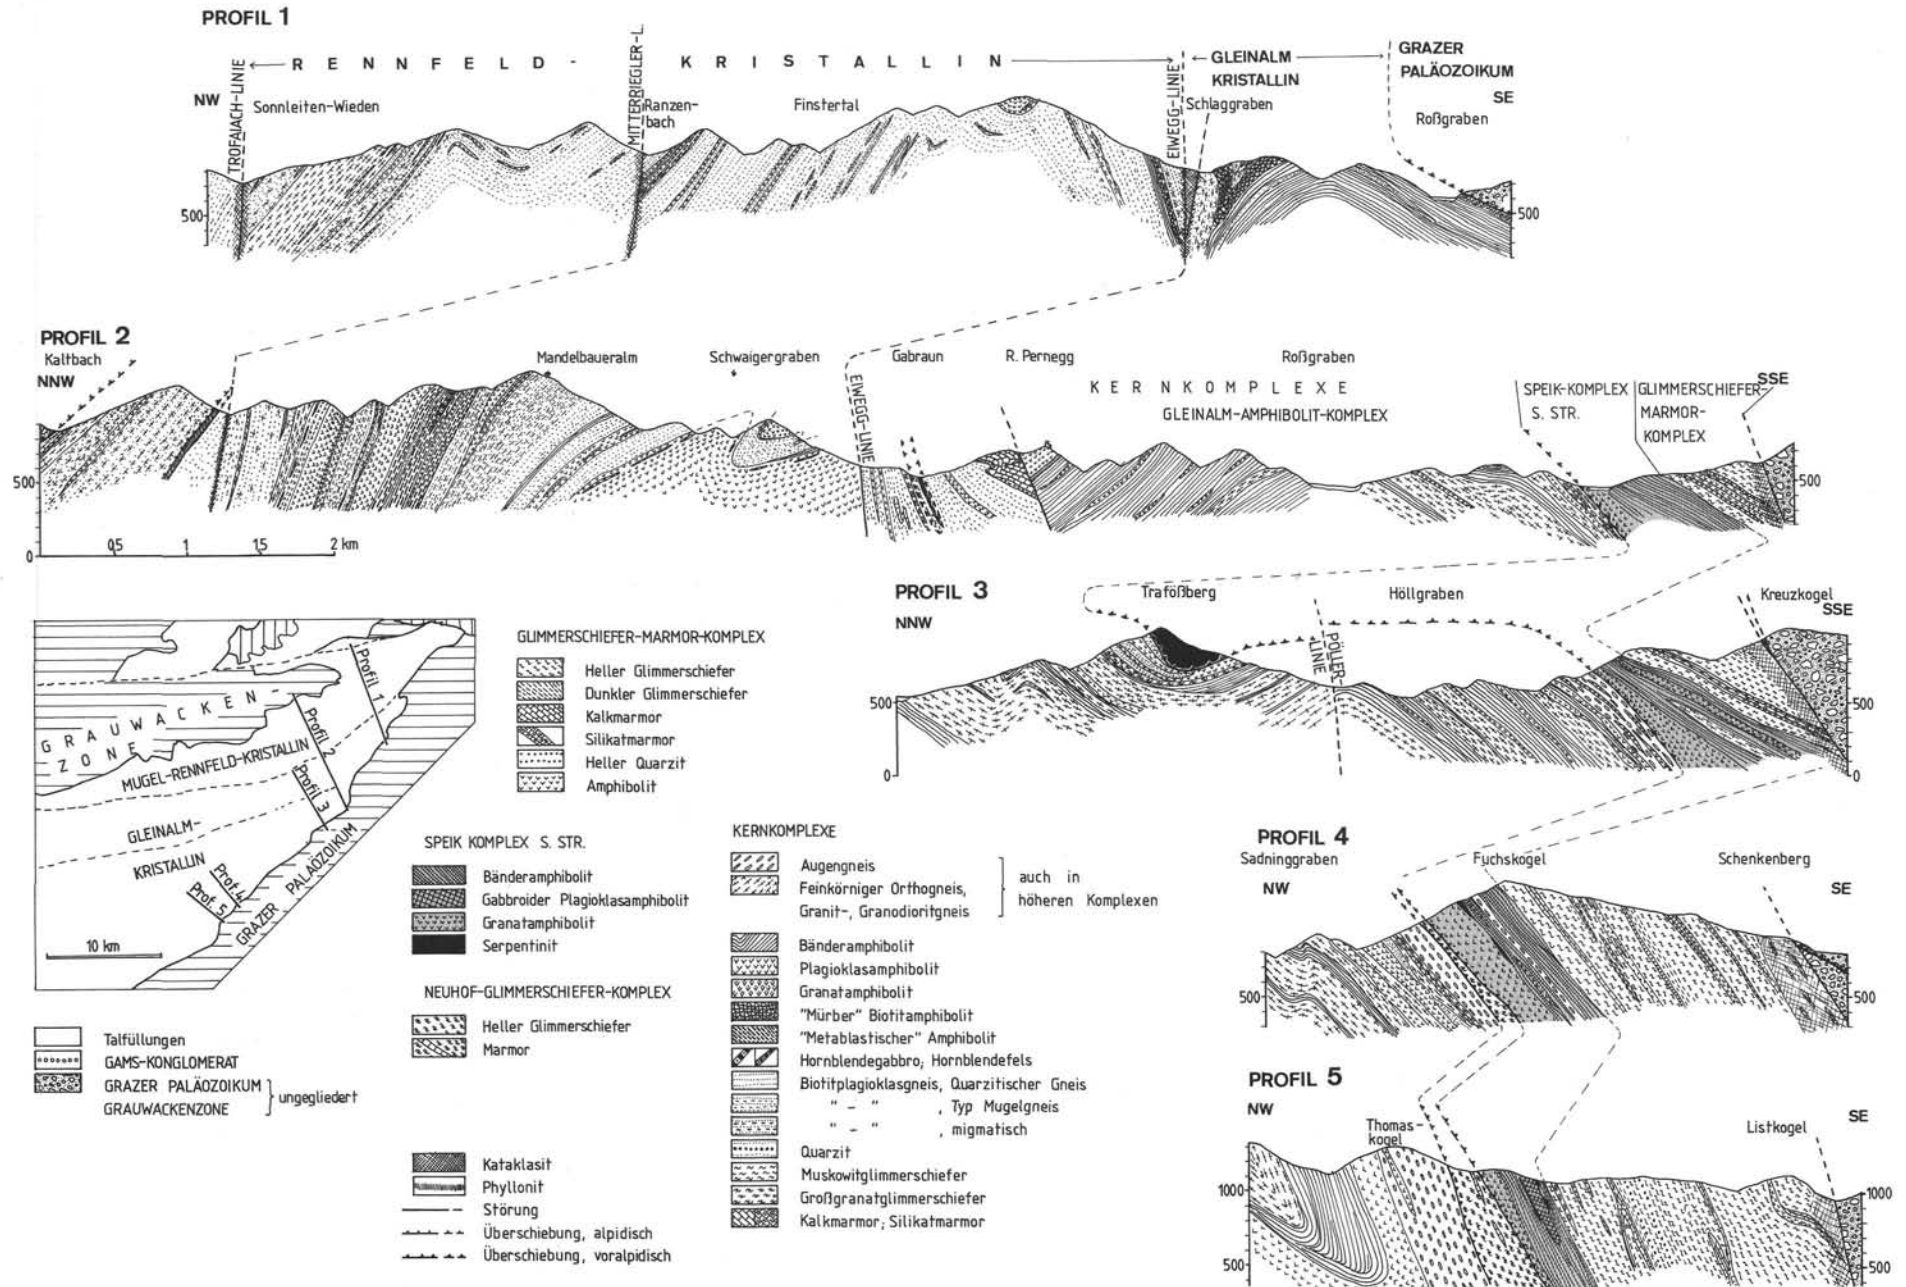 PROFIL 1
← R E N N F E L D - K R I S T A L L I N →
← GLEINALM →
KRISTALLIN
GRAZER
PALÄOZOIKUM
NW
SE
TROFAIACH-LINIE
Sonnleiten-Wieden
MITTERRIEGLER-L.
Ranzen-
bach
Finstertal
EIWEGG-LINIE
Schlaggraben
Roßgraben
500
500
PROFIL 2
Kaltbach
NNW
Mandelbaueralm
Schwaigergraben
EIWEGG-LINIE
Gabraun
R. Pernegg
Roßgraben
K E R N K O M P L E X E
GLEINALM-AMPHIBOLIT-KOMPLEX
SPEIK-KOMPLEX
S. STR.
GLIMMERSCHIEFER-
MARMOR-
KOMPLEX
SSE
500
500
0
0,5 1 1,5 2 km
PROFIL 3
NNW
Trafößberg
PÖLLER-
LINIE
Höllgraben
Kreuzkogel
SSE
500
0
500
0
PROFIL 4
Sadninggraben
NW
Fuchskogel
Schenkenberg
SE
500
500
PROFIL 5
NW
Thomas-
kogel
Listkogel
SE
1000
500
1000
500
GRAUWACKEN-
ZONE
MUGEL-RENNFELD-KRISTALLIN
GLEINALM-
KRISTALLIN
GRAZER PALÄOZOIKUM
Profil 1
Profil 2
Profil 3
Prof. 4
Prof. 5
10 km
Talfüllungen
GAMS-KONGLOMERAT
GRAZER PALÄOZOIKUM
GRAUWACKENZONE
ungegliedert
GLIMMERSCHIEFER-MARMOR-KOMPLEX
Heller Glimmerschiefer
Dunkler Glimmerschiefer
Kalkmarmor
Silikatmarmor
Heller Quarzit
Amphibolit
SPEIK KOMPLEX S. STR.
Bänderamphibolit
Gabbroider Plagioklasamphibolit
Granatamphibolit
Serpentinit
NEUHOF-GLIMMERSCHIEFER-KOMPLEX
Heller Glimmerschiefer
Marmor
Kataklasit
Phyllonit
Störung
Überschiebung, alpidisch
Überschiebung, voralpidisch
KERNKOMPLEXE
Augengneis
Feinkörniger Orthogneis,
Granit-, Granodioritgneis
auch in
höheren Komplexen
Bänderamphibolit
Plagioklasamphibolit
Granatamphibolit
"Mürber" Biotitamphibolit
"Metablastischer" Amphibolit
Hornblendegabbro; Hornblendefels
Biotitplagioklasgneis, Quarzitischer Gneis
" - " , Typ Mugelgneis
" - " , migmatisch
Quarzit
Muskowitglimmerschiefer
Großgranatglimmerschiefer
Kalkmarmor; Silikatmarmor